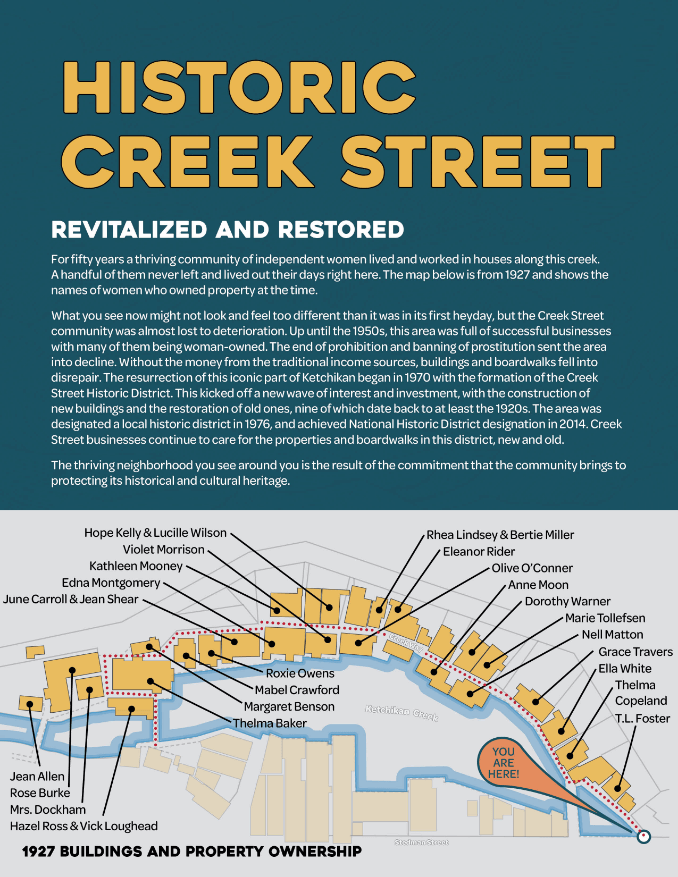 HISTORIC
CREEK STREET
REVITALIZED AND RESTORED
For fifty years a thriving community of independent women lived and worked in houses along this creek.
A handful of them never left and lived out their days right here. The map below is from 1927 and shows the
names of women who owned property at the time.
What you see now might not look and feel too different than it was in its first heyday, but the Creek Street
community was almost lost to deterioration. Up until the 1950s, this area was full of successful businesses
with many of them being woman-owned. The end of prohibition and banning of prostitution sent the area
into decline. Without the money from the traditional income sources, buildings and boardwalks fell into
disrepair. The resurrection of this iconic part of Ketchikan began in 1970 with the formation of the Creek
Street Historic District. This kicked off a new wave of interest and investment, with the construction of
new buildings and the restoration of old ones, nine of which date back to at least the 1920s. The area was
designated a local historic district in 1976, and achieved National Historic District designation in 2014. Creek
Street businesses continue to care for the properties and boardwalks in this district, new and old.
The thriving neighborhood you see around you is the result of the commitment that the community brings to
protecting its historical and cultural heritage.
Hope Kelly & Lucille Wilson
Violet Morrison
Kathleen Mooney
Edna Montgomery
June Carroll & Jean Shear
Rhea Lindsey & Bertie Miller
Eleanor Rider
Olive O'Conner
Anne Moon
Dorothy Warner
Marie Tollefsen
Nell Matton
Grace Travers
Ella White
Thelma
Copeland
T.L. Foster
Roxie Owens
Mabel Crawford
Margaret Benson
Thelma Baker
Ketchikan Creek
YOU
ARE
HERE!
Jean Allen
Rose Burke
Mrs. Dockham
Hazel Ross & Vick Loughead
Stedman Street
1927 BUILDINGS AND PROPERTY OWNERSHIP